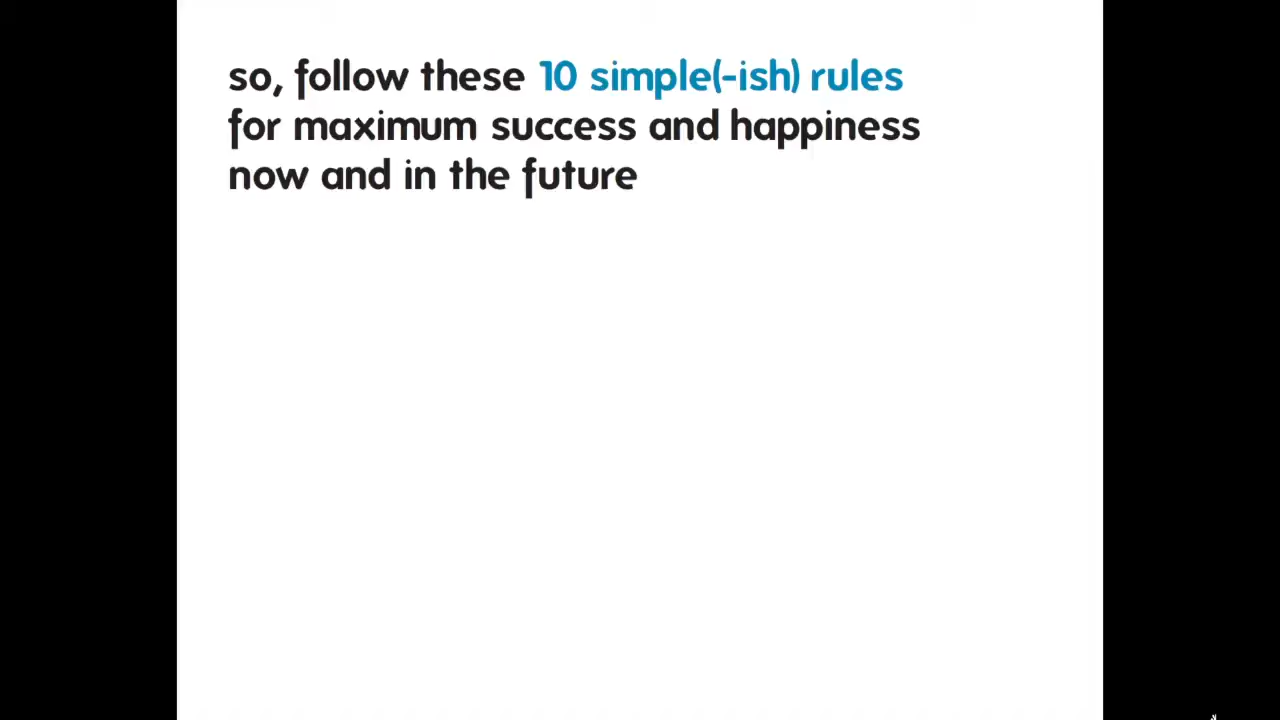 so, follow these 10 simple(-ish) rules
for maximum success and happiness
now and in the future